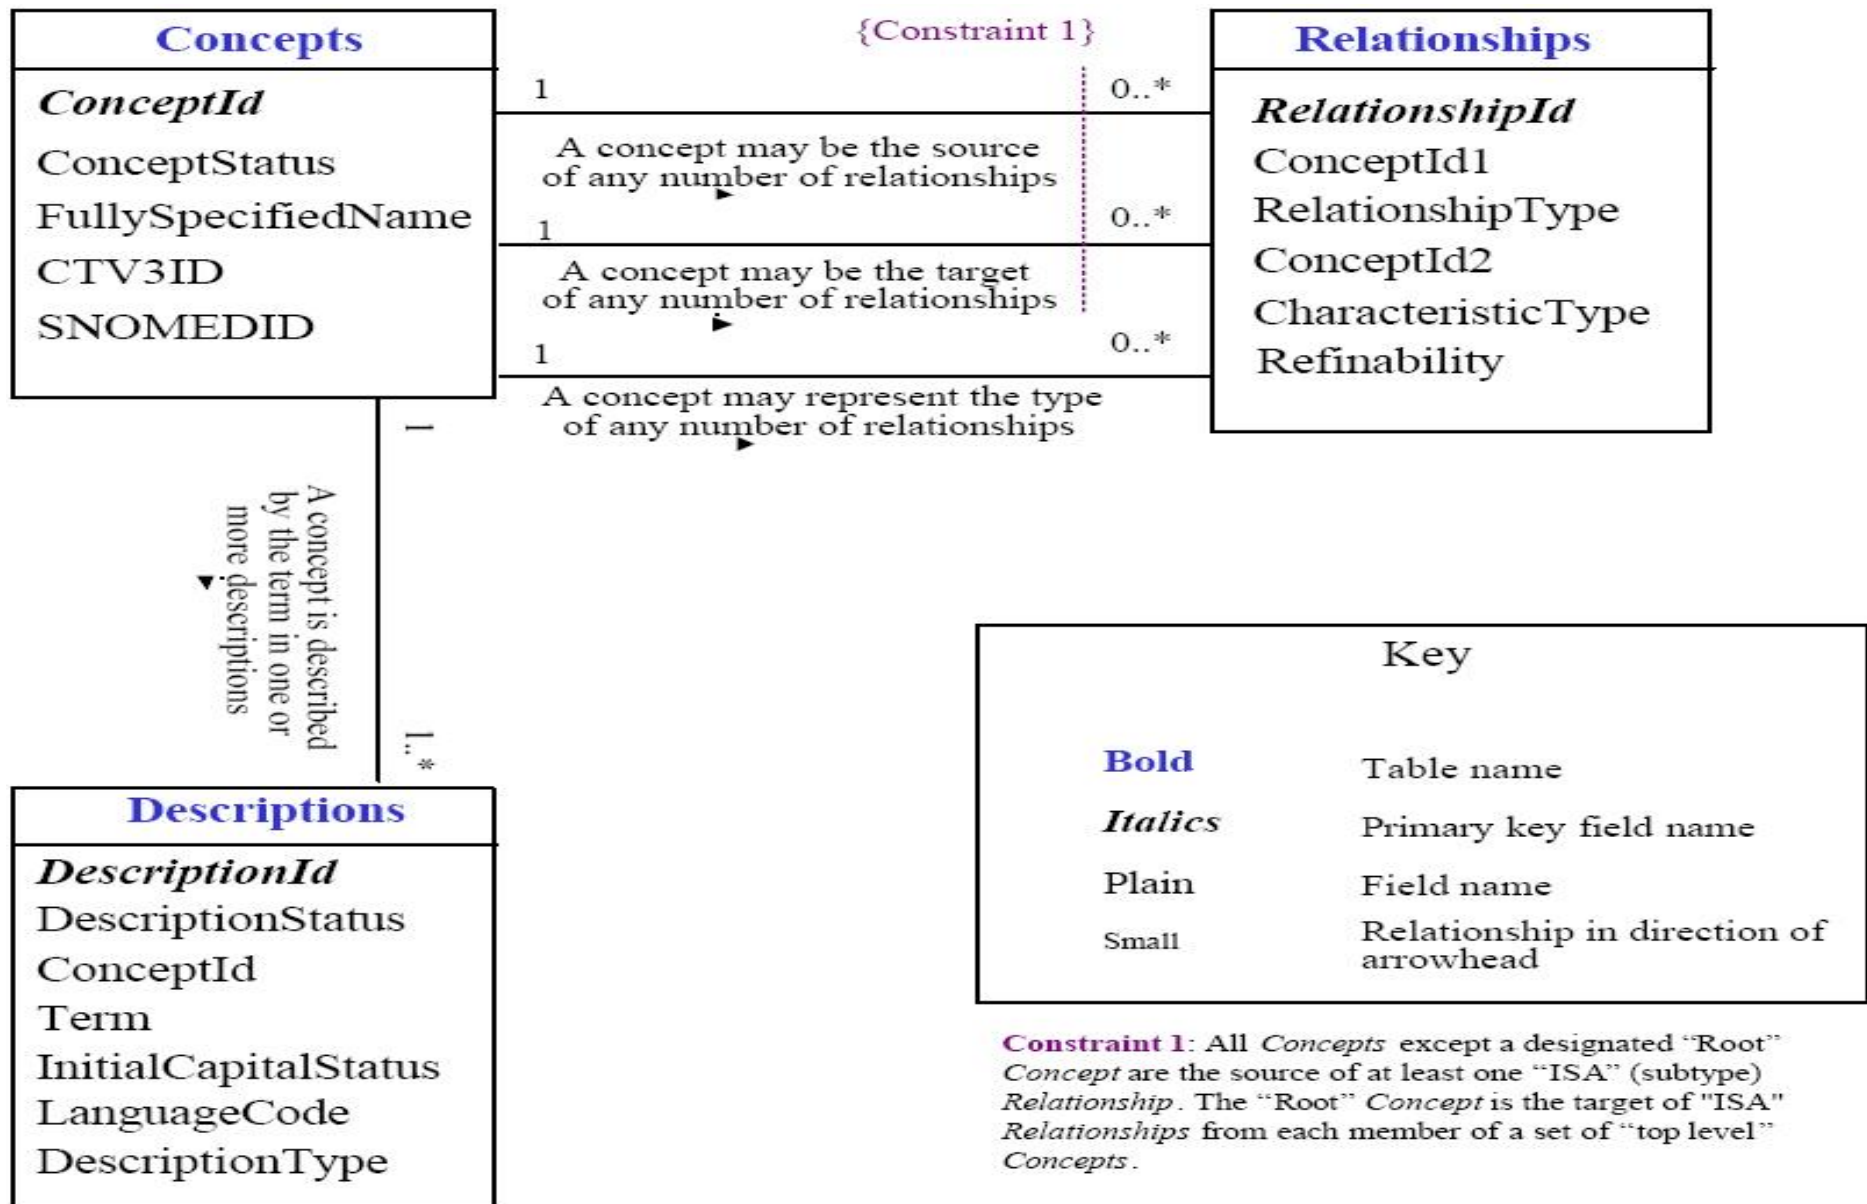 Concepts
ConceptId
ConceptStatus
FullySpecifiedName
CTV3ID
SNOMEDID
{Constraint 1}
1
0..*
A concept may be the source
of any number of relationships
1
0..*
A concept may be the target
of any number of relationships
1
0..*
A concept may represent the type
of any number of relationships
Relationships
RelationshipId
ConceptId1
RelationshipType
ConceptId2
CharacteristicType
Refinability
1
A concept is described
by the term in one or
more descriptions
1..*
Descriptions
DescriptionId
DescriptionStatus
ConceptId
Term
InitialCapitalStatus
LanguageCode
DescriptionType
Key
Bold Table name
Italics Primary key field name
Plain Field name
Small Relationship in direction of
arrowhead
Constraint 1: All Concepts except a designated “Root”
Concept are the source of at least one “ISA” (subtype)
Relationship. The “Root” Concept is the target of "ISA"
Relationships from each member of a set of “top level”
Concepts.